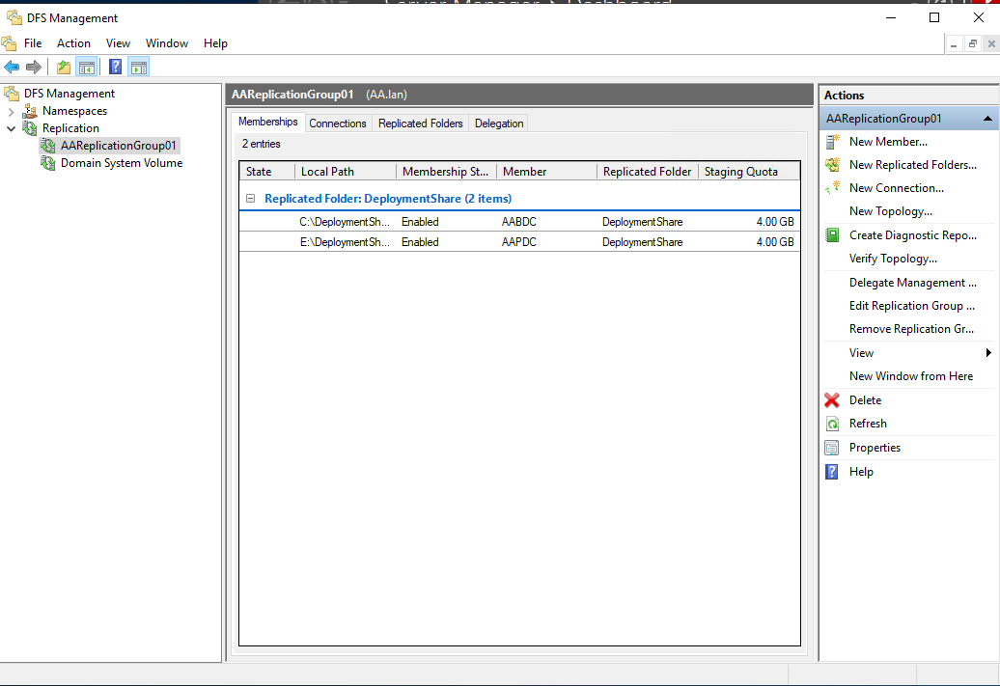 Server Manager › Dashboard
DFS Management
File Action View Window Help
DFS Management
Namespaces
Replication
AAReplicationGroup01
Domain System Volume
AAReplicationGroup01 (AA.lan)
Memberships Connections Replicated Folders Delegation
2 entries
State Local Path Membership St... Member Replicated Folder Staging Quota
Replicated Folder: DeploymentShare (2 items)
C:\DeploymentSh... Enabled AABDC DeploymentShare 4.00 GB
E:\DeploymentSh... Enabled AAPDC DeploymentShare 4.00 GB
Actions
AAReplicationGroup01
New Member...
New Replicated Folders...
New Connection...
New Topology...
Create Diagnostic Repo...
Verify Topology...
Delegate Management ...
Edit Replication Group ...
Remove Replication Gr...
View
New Window from Here
Delete
Refresh
Properties
Help